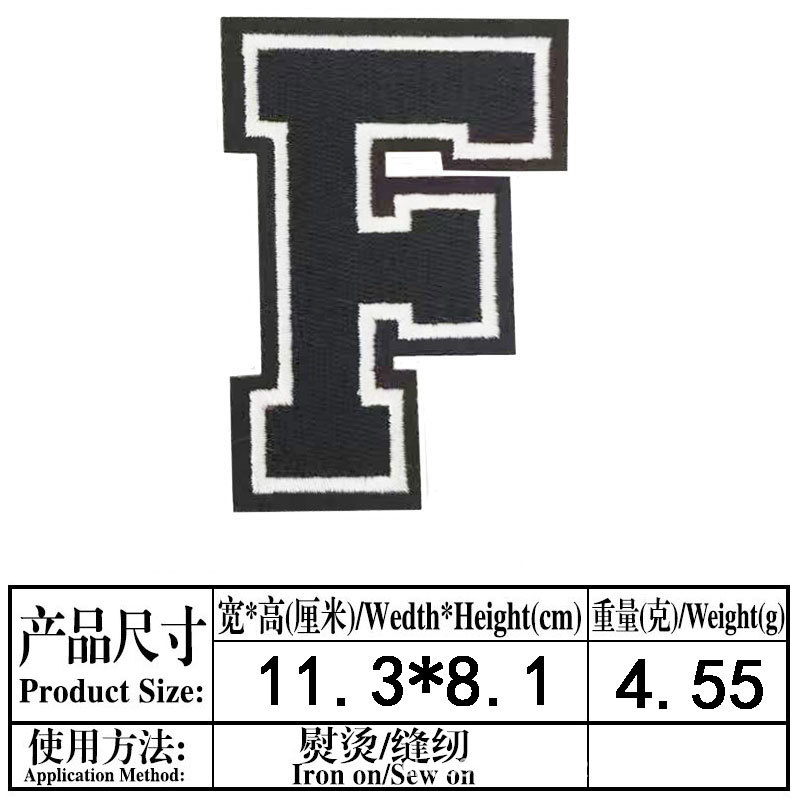 F
产品尺寸
Product Size:
宽*高(厘米)/Wedth*Height(cm)
重量(克)/Weight(g)
11.3*8.1
4.55
使用方法:
Application Method:
熨烫/缝纫
Iron on/Sew on